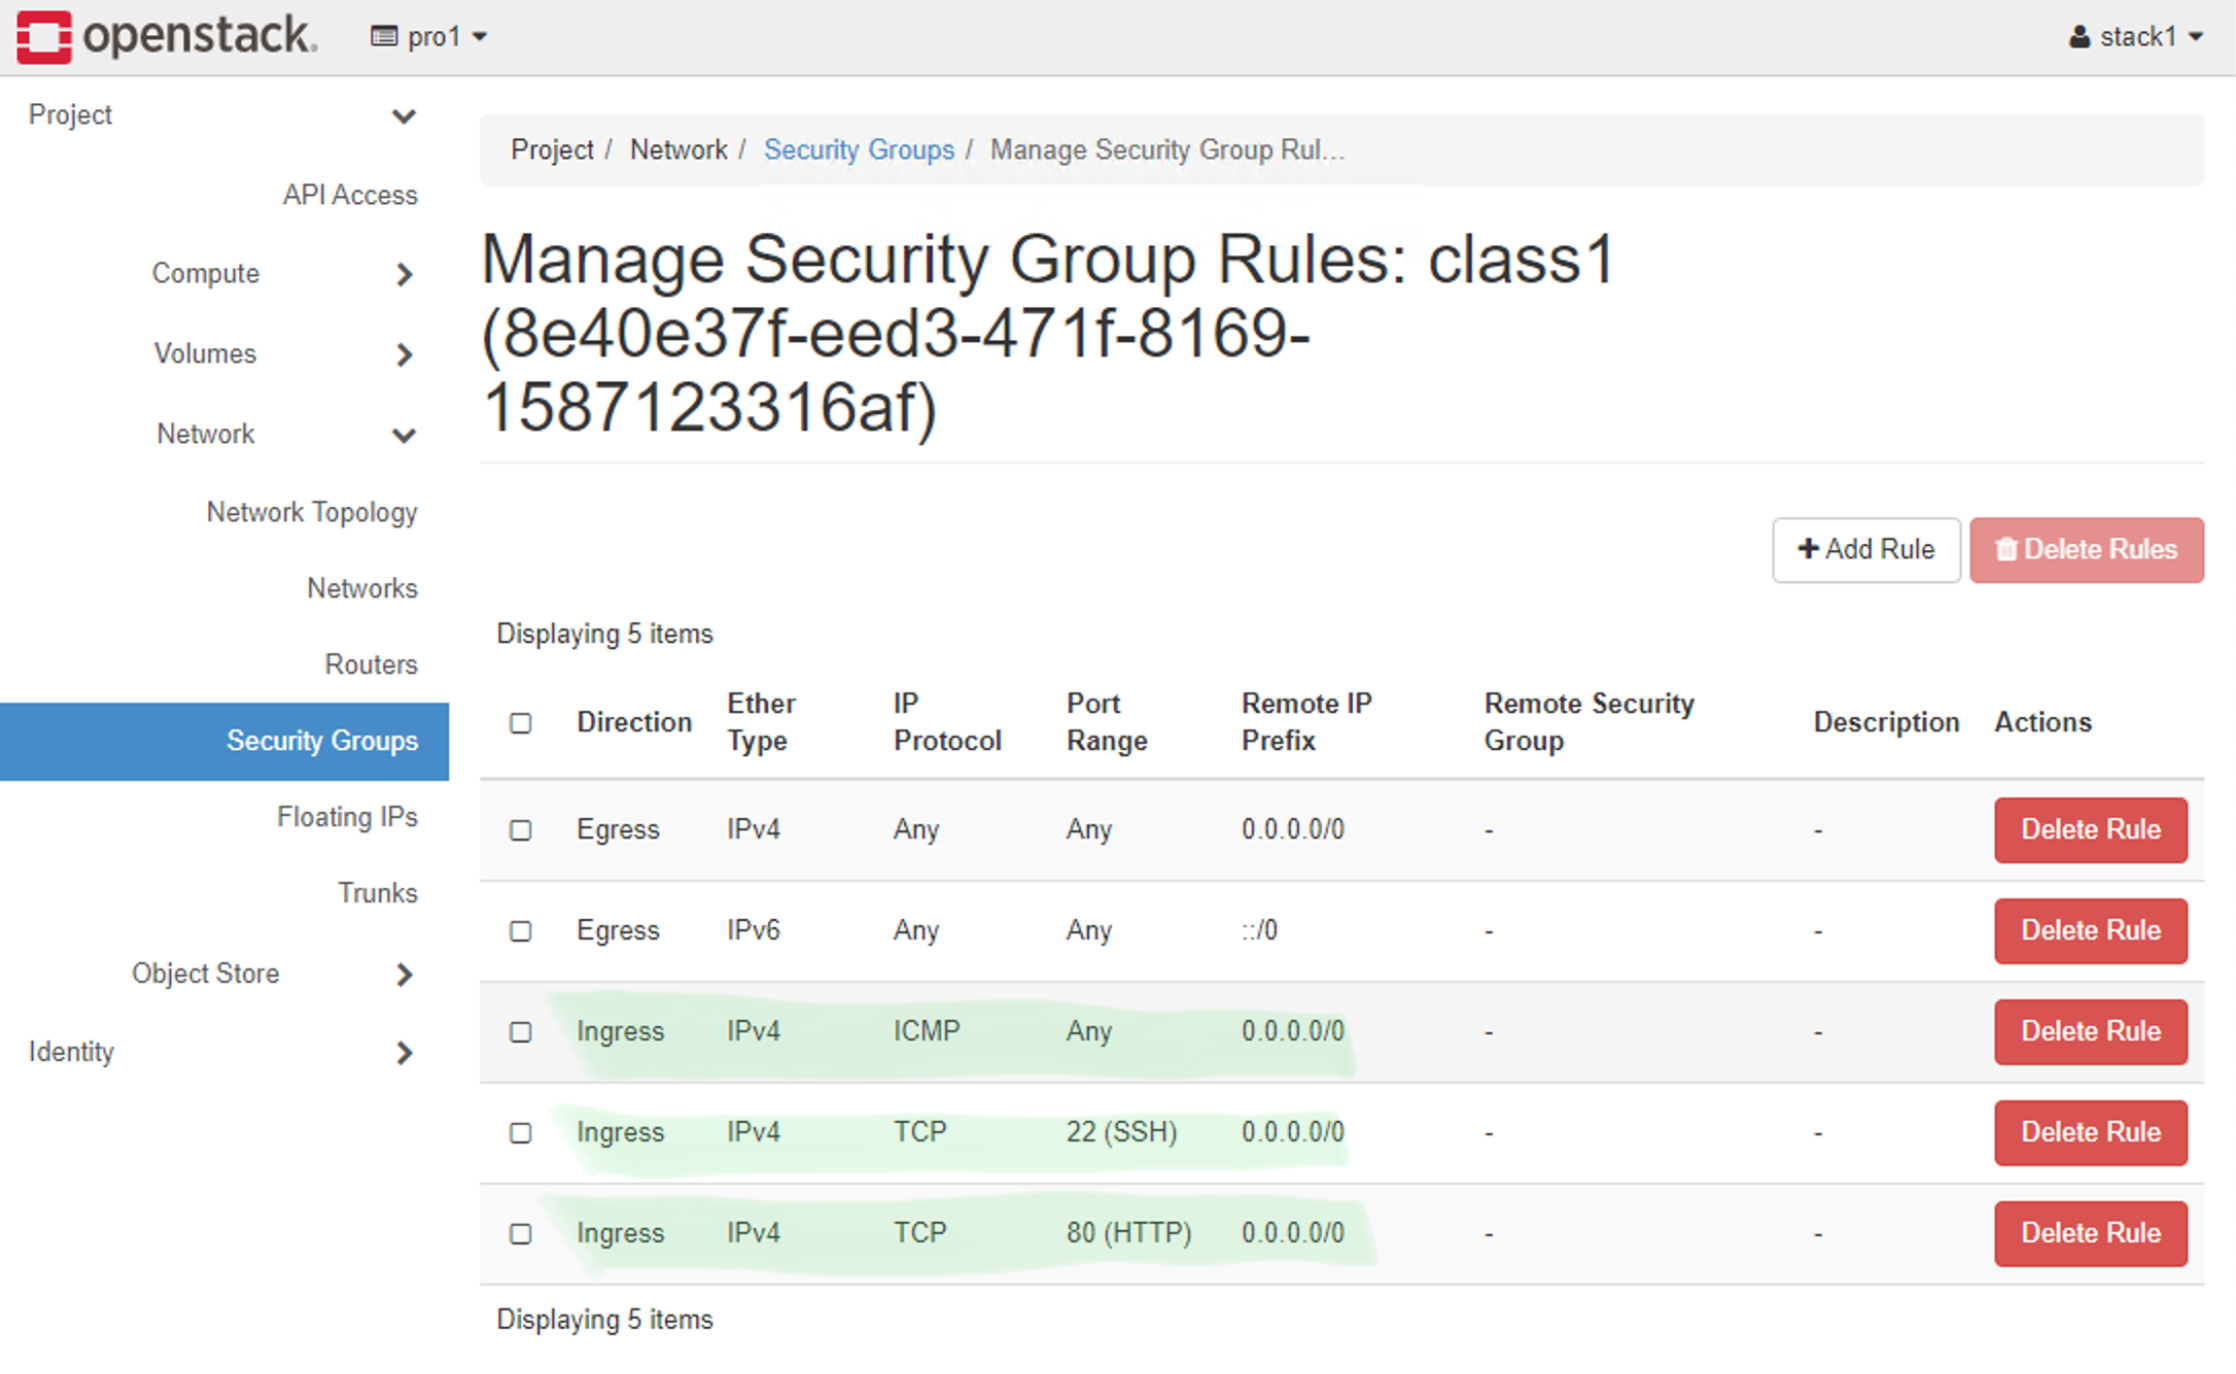 openstack. pro1 stack1
Project
API Access
Compute
Volumes
Network
Network Topology
Networks
Routers
Security Groups
Floating IPs
Trunks
Object Store
Identity
Project / Network / Security Groups / Manage Security Group Rul...
Manage Security Group Rules: class1
(8e40e37f-eed3-471f-8169-
1587123316af)
+ Add Rule Delete Rules
Displaying 5 items
Direction Ether Type IP Protocol Port Range Remote IP Prefix Remote Security Group Description Actions
Egress IPv4 Any Any 0.0.0.0/0 - - Delete Rule
Egress IPv6 Any Any ::/0 - - Delete Rule
Ingress IPv4 ICMP Any 0.0.0.0/0 - - Delete Rule
Ingress IPv4 TCP 22 (SSH) 0.0.0.0/0 - - Delete Rule
Ingress IPv4 TCP 80 (HTTP) 0.0.0.0/0 - - Delete Rule
Displaying 5 items